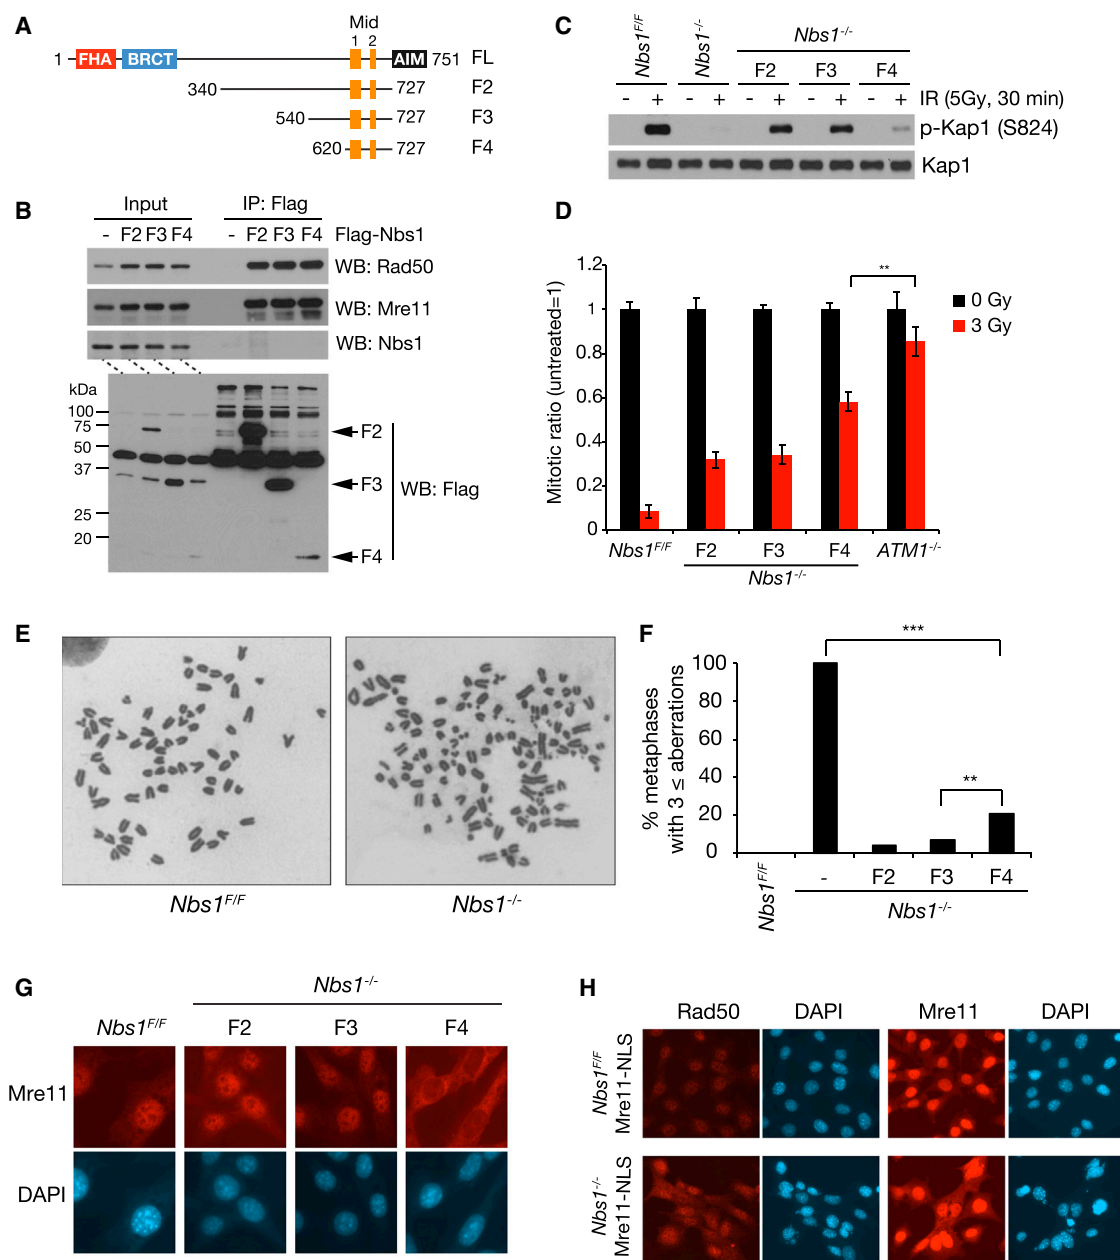 A
Mid
1 2
1 FHA BRCT AIM 751 FL
340 727 F2
540 727 F3
620 727 F4
B
Input IP: Flag
- F2 F3 F4 - F2 F3 F4 Flag-Nbs1
WB: Rad50
WB: Mre11
WB: Nbs1
kDa
100
75
50
37
25
20
F2
F3
F4
WB: Flag
C
Nbs1F/F Nbs1-/- Nbs1-/-
F2 F3 F4
- + - + - + - + - + IR (5Gy, 30 min)
p-Kap1 (S824)
Kap1
D
Mitotic ratio (untreated=1)
1.2
1
0.8
0.6
0.4
0.2
0
**
0 Gy
3 Gy
Nbs1F/F F2 F3 F4 ATM1-/-
Nbs1-/-
E
Nbs1F/F Nbs1-/-
F
% metaphases
with 3 ≤ aberrations
100
80
60
40
20
0
***
**
Nbs1F/F - F2 F3 F4
Nbs1-/-
G
Nbs1-/-
Nbs1F/F F2 F3 F4
Mre11
DAPI
H
Rad50 DAPI Mre11 DAPI
Nbs1F/F
Mre11-NLS
Nbs1-/-
Mre11-NLS